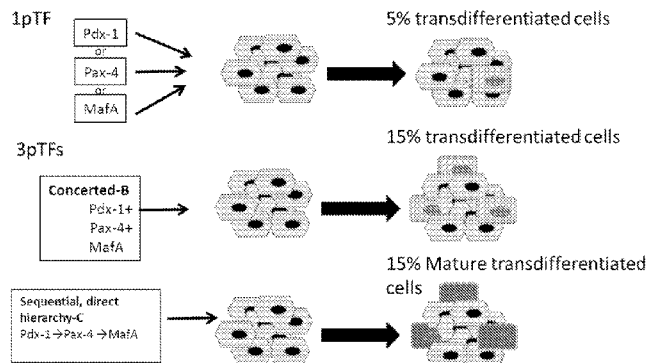 1pTF
5% transdifferentiated cells
Pdx-1
or
Pax-4
or
MafA
3pTFs
15% transdifferentiated cells
Concerted-B
Pdx-1+
Pax-4+
MafA
15% Mature transdifferentiated
cells
Sequential, direct
hierarchy-C
Pdx-1→Pax-4→MafA